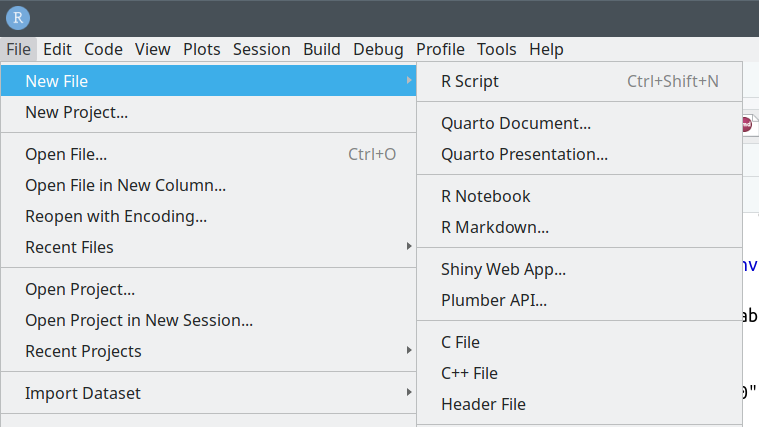 R
File Edit Code View Plots Session Build Debug Profile Tools Help
New File
New Project...
Open File... Ctrl+O
Open File in New Column...
Reopen with Encoding...
Recent Files
Open Project...
Open Project in New Session...
Recent Projects
Import Dataset
R Script Ctrl+Shift+N
Quarto Document...
Quarto Presentation...
R Notebook
R Markdown...
Shiny Web App...
Plumber API...
C File
C++ File
Header File
nv
ab
0"